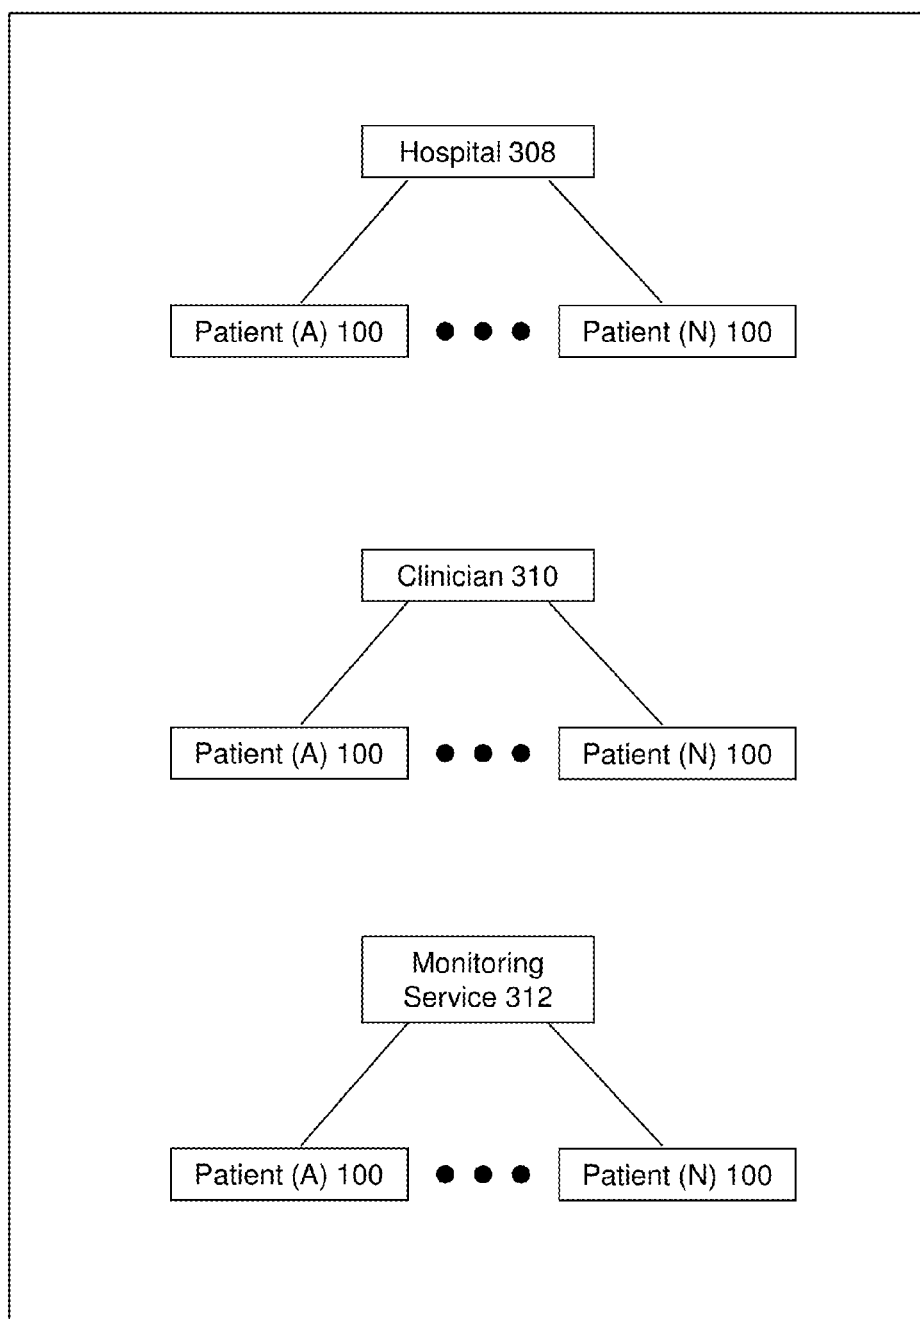 Hospital 308
Patient (A) 100
Patient (N) 100
Clinician 310
Patient (A) 100
Patient (N) 100
Monitoring
Service 312
Patient (A) 100
Patient (N) 100